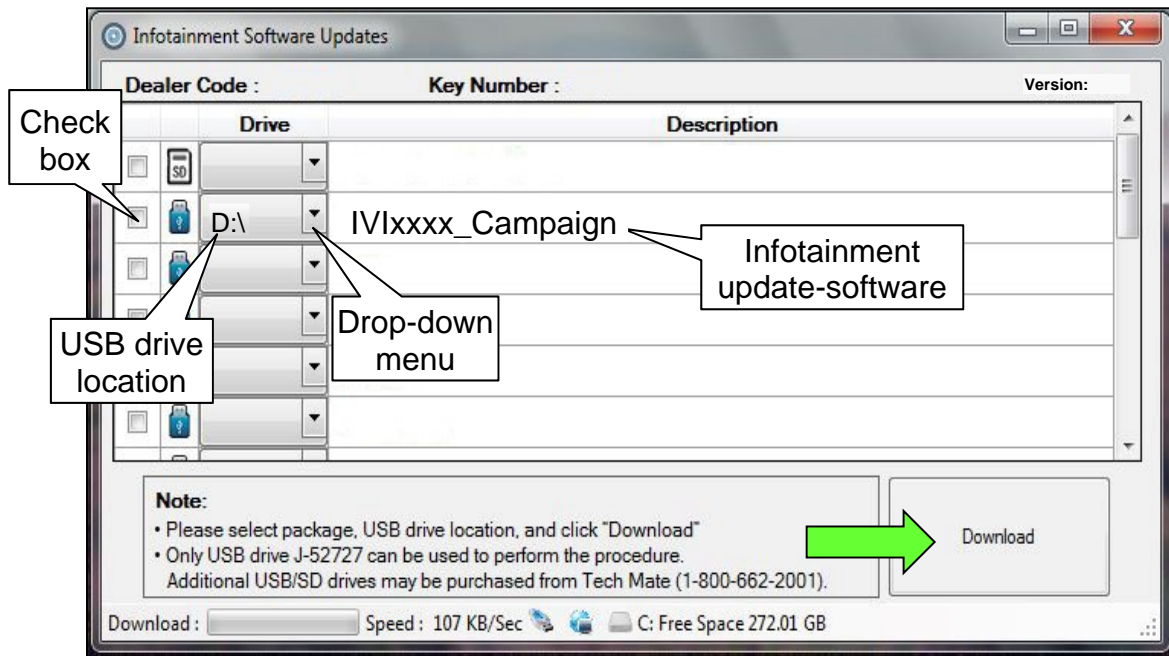 Infotainment Software Updates
Dealer Code :
Key Number :
Version:
Check
box
Drive
Description
SD
D:\
IVIxxxx_Campaign
Infotainment
update-software
USB drive
location
Drop-down
menu
Note:
• Please select package, USB drive location, and click "Download"
• Only USB drive J-52727 can be used to perform the procedure.
Additional USB/SD drives may be purchased from Tech Mate (1-800-662-2001).
Download
Download :
Speed : 107 KB/Sec
C: Free Space 272.01 GB